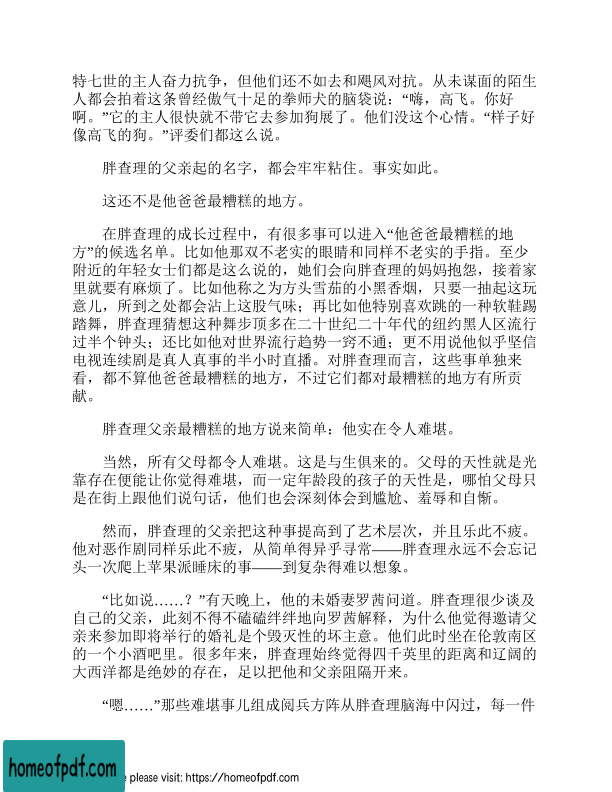 特七世的主人奋力抗争，但他们还不如去和飓风对抗。从未谋面的陌生
人都会拍着这条曾经傲气十足的拳师犬的脑袋说：“嗨，高飞。你好
啊。”它的主人很快就不带它去参加狗展了。他们没这个心情。“样子好
像高飞的狗。”评委们都这么说。
胖查理的父亲起的名字，都会牢牢粘住。事实如此。
这还不是他爸爸最糟糕的地方。
在胖查理的成长过程中，有很多事可以进入“他爸爸最糟糕的地
方”的候选名单。比如他那双不老实的眼睛和同样不老实的手指。至少
附近的年轻女士们都是这么说的，她们会向胖查理的妈妈抱怨，接着家
里就要有麻烦了。比如他称之为方头雪茄的小黑香烟，只要一抽起这玩
意儿，所到之处都会沾上这股气味；再比如他特别喜欢跳的一种软鞋踢
踏舞，胖查理猜想这种舞步顶多在二十世纪二十年代的纽约黑人区流行
过半个钟头；还比如他对世界流行趋势一窍不通；更不用说他似乎坚信
电视连续剧是真人真事的半小时直播。对胖查理而言，这些事单独来
看，都不算他爸爸最糟糕的地方，不过它们都对最糟糕的地方有所贡
献。
胖查理父亲最糟糕的地方说来简单：他实在令人难堪。
当然，所有父母都令人难堪。这是与生俱来的。父母的天性就是光
靠存在便能让你觉得难堪，而一定年龄段的孩子的天性是，哪怕父母只
是在街上跟他们说句话，他们也会深刻体会到尴尬、羞辱和自惭。
然而，胖查理的父亲把这种事提高到了艺术层次，并且乐此不疲。
他对恶作剧同样乐此不疲，从简单得异乎寻常——胖查理永远不会忘记
头一次爬上苹果派睡床的事——到复杂得难以想象。
“比如说……？”有天晚上，他的未婚妻罗茜问道。胖查理很少谈及
自己的父亲，此刻不得不磕磕绊绊地向罗茜解释，为什么他觉得邀请父
亲来参加即将举行的婚礼是个毁灭性的坏主意。他们此时坐在伦敦南区
的一个小酒吧里。很多年来，胖查理始终觉得四千英里的距离和辽阔的
大西洋都是绝妙的存在，足以把他和父亲阻隔开来。
“嗯……”那些难堪事儿组成阅兵方阵从胖查理脑海中闪过，每一件
homeofpdf.com
e please visit: https://homeofpdf.com